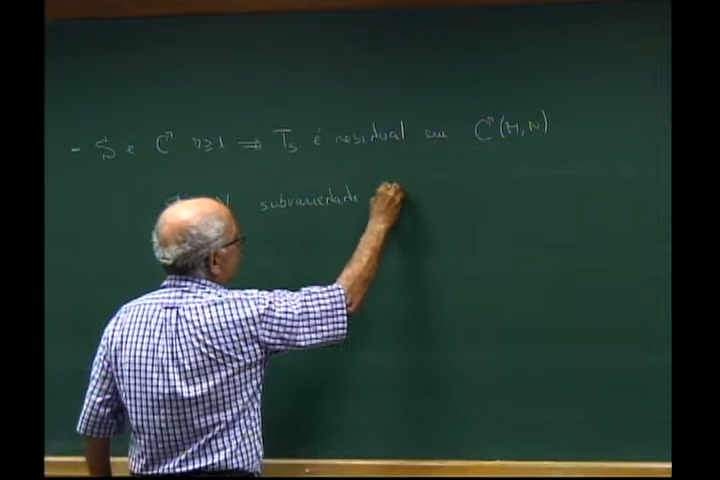 - S é C^r r≥1 ⇒ T_S é residual em C^r(M,N)
N subvariedade